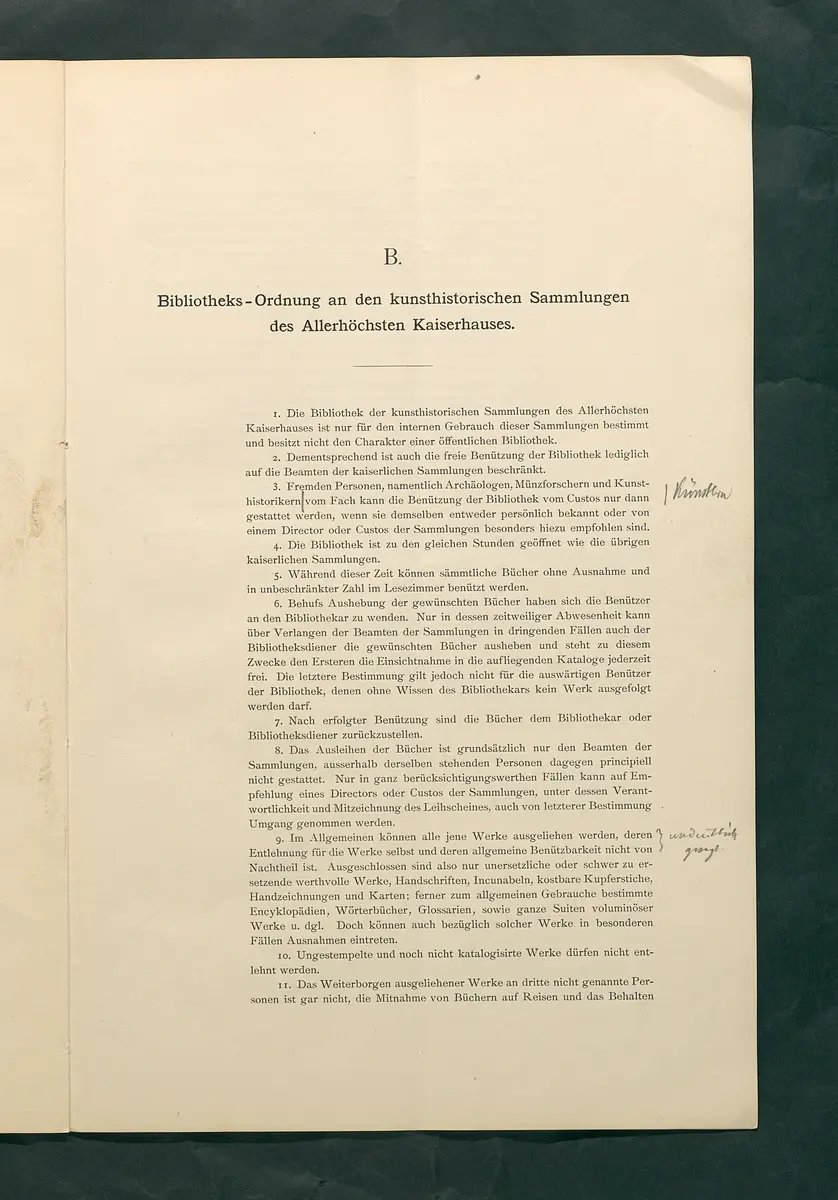 B.
Bibliotheks-Ordnung an den kunsthistorischen Sammlungen
des Allerhöchsten Kaiserhauses.
1. Die Bibliothek der kunsthistorischen Sammlungen des Allerhöchsten
Kaiserhauses ist nur für den internen Gebrauch dieser Sammlungen bestimmt
und besitzt nicht den Charakter einer öffentlichen Bibliothek.
2. Dementsprechend ist auch die freie Benützung der Bibliothek lediglich
auf die Beamten der kaiserlichen Sammlungen beschränkt.
3. Fremden Personen, namentlich Archäologen, Münzforschern und Kunst-
historikern vom Fach kann die Benützung der Bibliothek vom Custos nur dann
gestattet werden, wenn sie demselben entweder persönlich bekannt oder von
einem Director oder Custos der Sammlungen besonders hiezu empfohlen sind.
Künstlern
4. Die Bibliothek ist zu den gleichen Stunden geöffnet wie die übrigen
kaiserlichen Sammlungen.
5. Während dieser Zeit können sämmtliche Bücher ohne Ausnahme und
in unbeschränkter Zahl im Lesezimmer benützt werden.
6. Behufs Aushebung der gewünschten Bücher haben sich die Benützer
an den Bibliothekar zu wenden. Nur in dessen zeitweiliger Abwesenheit kann
über Verlangen der Beamten der Sammlungen in dringenden Fällen auch der
Bibliotheksdiener die gewünschten Bücher ausheben und steht zu diesem
Zwecke den Ersteren die Einsichtnahme in die aufliegenden Kataloge jederzeit
frei. Die letztere Bestimmung gilt jedoch nicht für die auswärtigen Benützer
der Bibliothek, denen ohne Wissen des Bibliothekars kein Werk ausgefolgt
werden darf.
7. Nach erfolgter Benützung sind die Bücher dem Bibliothekar oder
Bibliotheksdiener zurückzustellen.
8. Das Ausleihen der Bücher ist grundsätzlich nur den Beamten der
Sammlungen, ausserhalb derselben stehenden Personen dagegen principiell
nicht gestattet. Nur in ganz berücksichtigungswerthen Fällen kann auf Em-
pfehlung eines Directors oder Custos der Sammlungen, unter dessen Verant-
wortlichkeit und Mitzeichnung des Leihscheines, auch von letzterer Bestimmung
Umgang genommen werden.
9. Im Allgemeinen können alle jene Werke ausgeliehen werden, deren
Entlehnung für die Werke selbst und deren allgemeine Benützbarkeit nicht von
Nachtheil ist. Ausgeschlossen sind also nur unersetzliche oder schwer zu er-
setzende werthvolle Werke, Handschriften, Incunabeln, kostbare Kupferstiche,
Handzeichnungen und Karten; ferner zum allgemeinen Gebrauche bestimmte
Encyklopädien, Wörterbücher, Glossarien, sowie ganze Suiten voluminöser
Werke u. dgl. Doch können auch bezüglich solcher Werke in besonderen
Fällen Ausnahmen eintreten.
undeutlich
gesagt
10. Ungestempelte und noch nicht katalogisirte Werke dürfen nicht ent-
lehnt werden.
11. Das Weiterborgen ausgeliehener Werke an dritte nicht genannte Per-
sonen ist gar nicht, die Mitnahme von Büchern auf Reisen und das Behalten